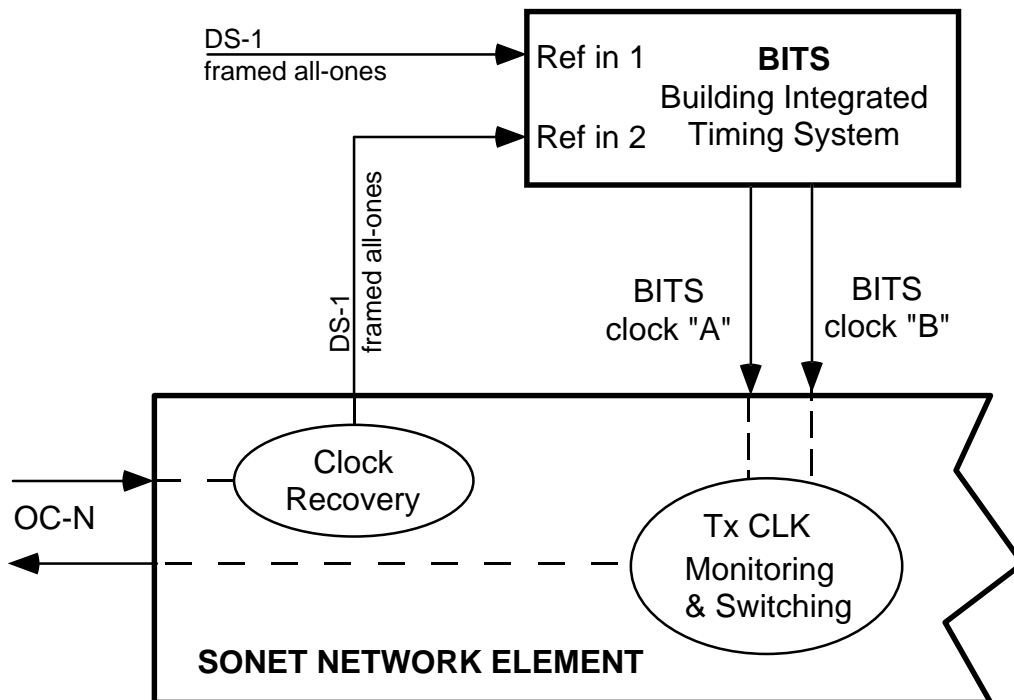 DS-1
framed all-ones
Ref in 1
BITS
Building Integrated
Timing System
Ref in 2
DS-1
framed all-ones
BITS
clock "A"
BITS
clock "B"
Clock
Recovery
OC-N
Tx CLK
Monitoring
& Switching
SONET NETWORK ELEMENT